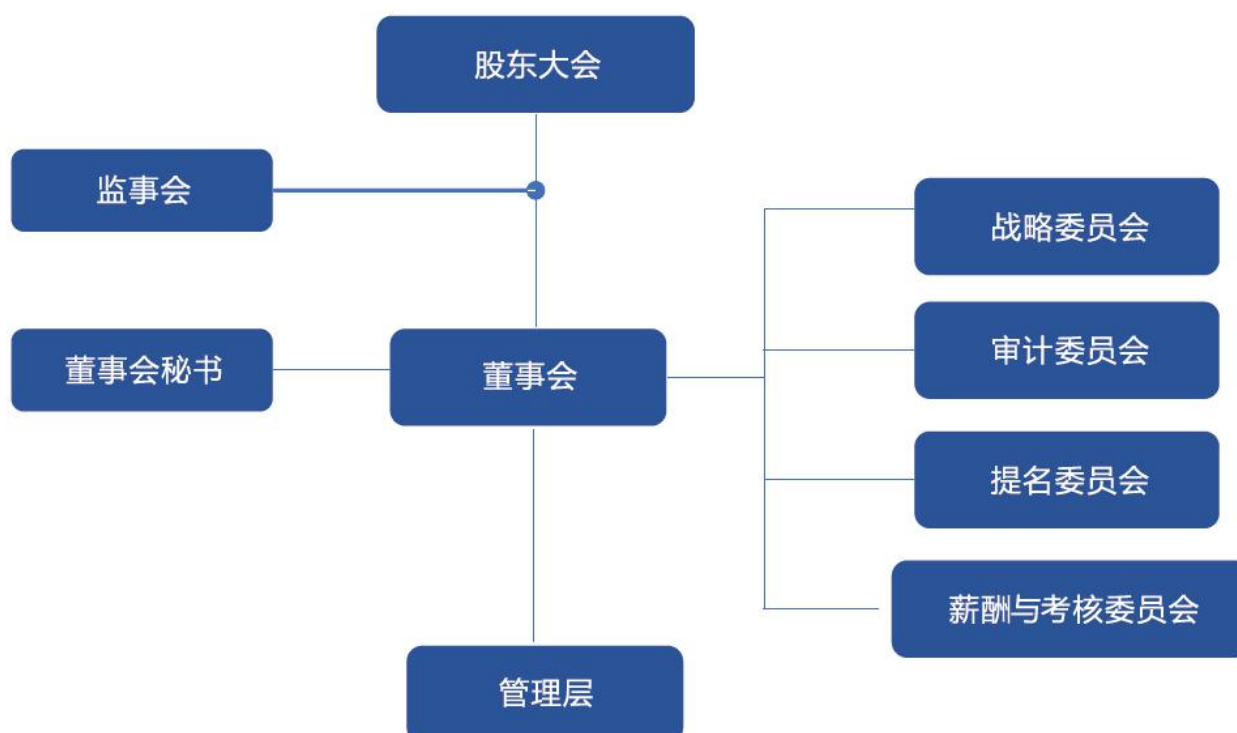 股东大会
监事会
战略委员会
审计委员会
董事会秘书
董事会
提名委员会
薪酬与考核委员会
管理层